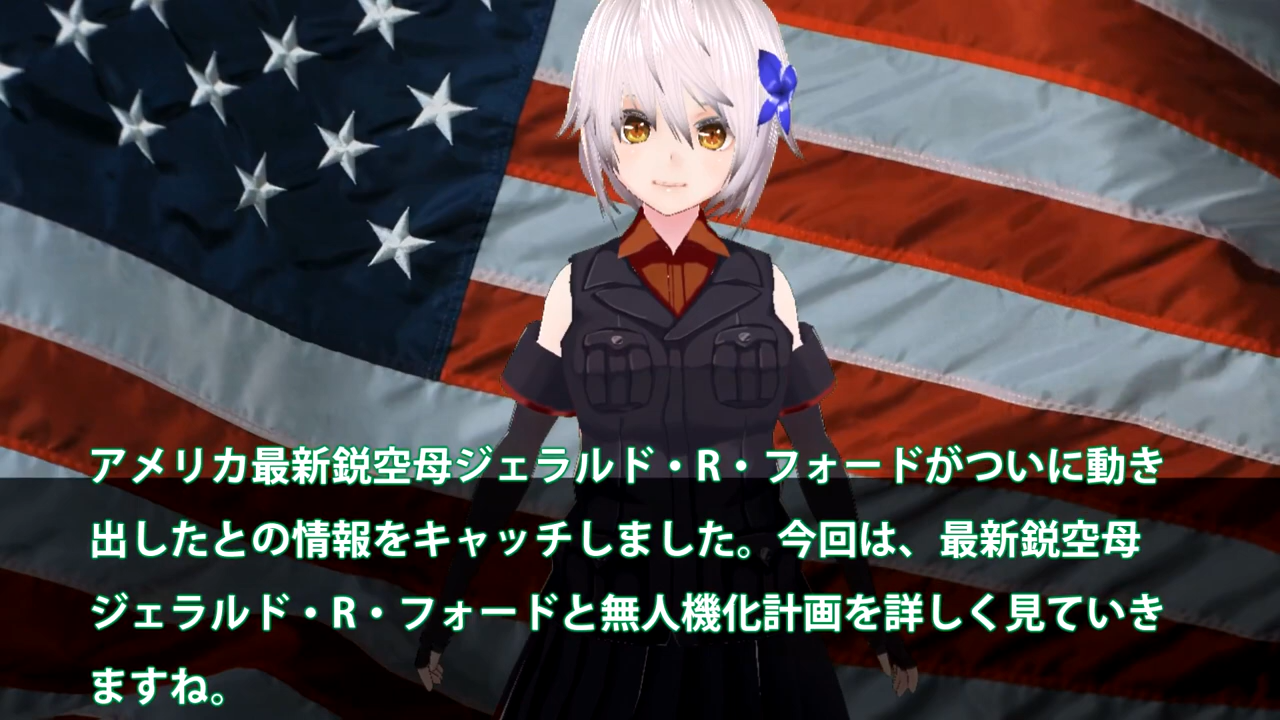 アメリカ最新鋭空母ジェラルド・R・フォードがついに動き
出したとの情報をキャッチしました。今回は、最新鋭空母
ジェラルド・R・フォードと無人機化計画を詳しく見ていき
ますね。